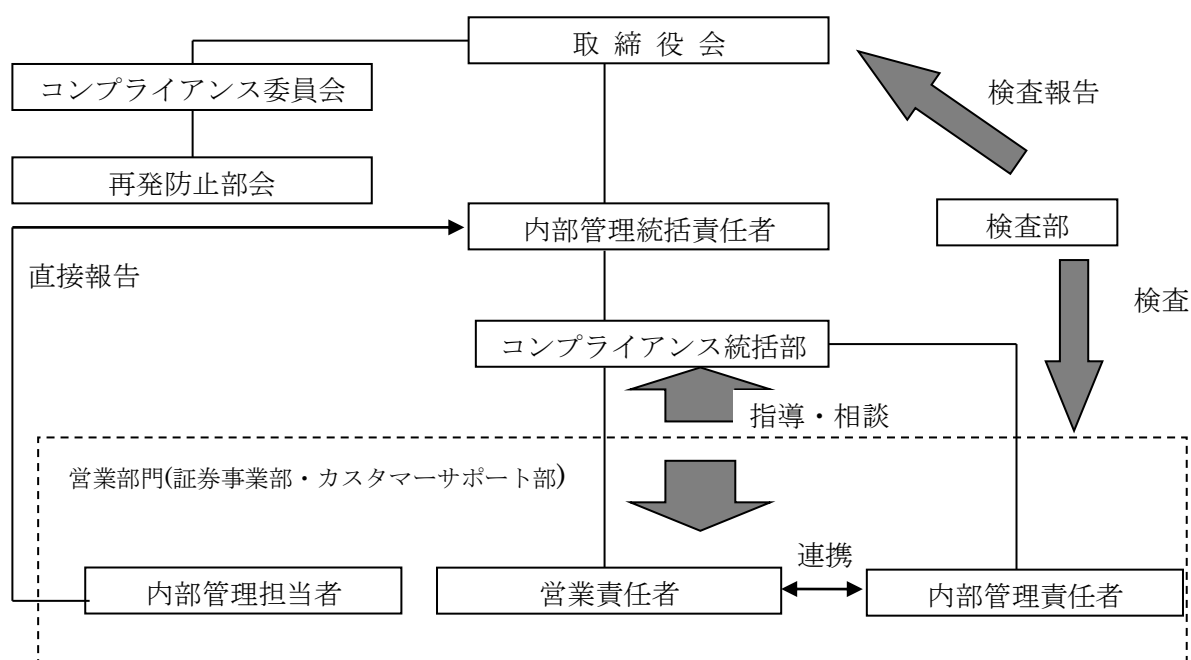 取 締 役 会
コンプライアンス委員会
検査報告
再発防止部会
内部管理統括責任者
検査部
直接報告
検査
コンプライアンス統括部
指導・相談
営業部門(証券事業部・カスタマーサポート部)
連携
内部管理担当者
営業責任者
内部管理責任者